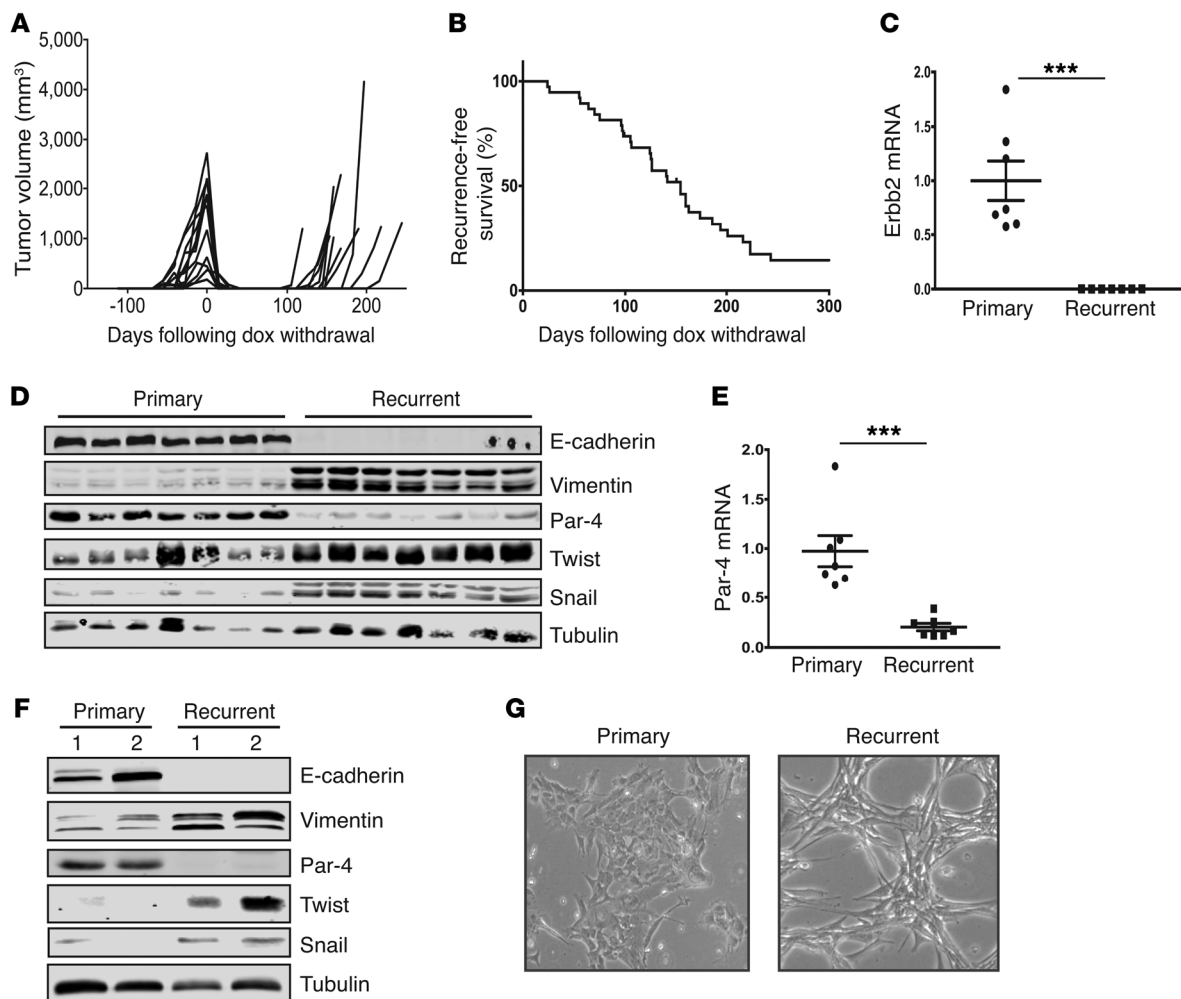 A
Tumor volume (mm³)
5,000
4,000
3,000
2,000
1,000
0
-100
0
100
200
Days following dox withdrawal
B
Recurrence-free
survival (%)
100
50
0
0
100
200
300
Days following dox withdrawal
C
***
Erbb2 mRNA
2.0
1.5
1.0
0.5
0.0
Primary
Recurrent
D
Primary
Recurrent
E-cadherin
Vimentin
Par-4
Twist
Snail
Tubulin
E
***
Par-4 mRNA
2.0
1.5
1.0
0.5
0.0
Primary
Recurrent
F
Primary
Recurrent
1 2 1 2
E-cadherin
Vimentin
Par-4
Twist
Snail
Tubulin
G
Primary
Recurrent